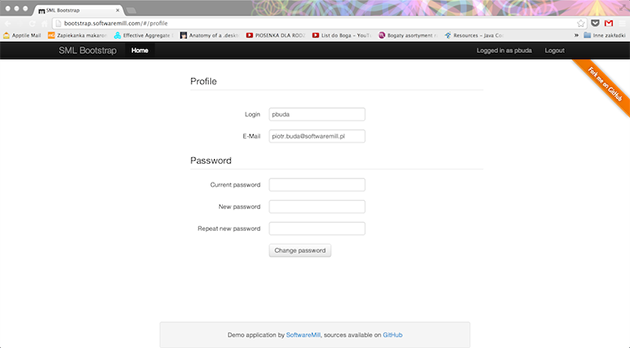 SML Bootstrap
bootstrap.softwaremill.com/#/profile
Apptile Mail Zapiekanka makaron Effective Aggregate Anatomy of a .desig PIOSENKA DLA BOGA List do Boga – YouT Bogaty asortyment Resources – Java Co » Inne zakładki
SML Bootstrap Home Logged in as pbuda Logout
Fork me on GitHub
Profile
Login pbuda
E-Mail piotr.buda@softwaremill.pl
Password
Current password
New password
Repeat new password
Change password
Demo application by SoftwareMill, sources available on GitHub